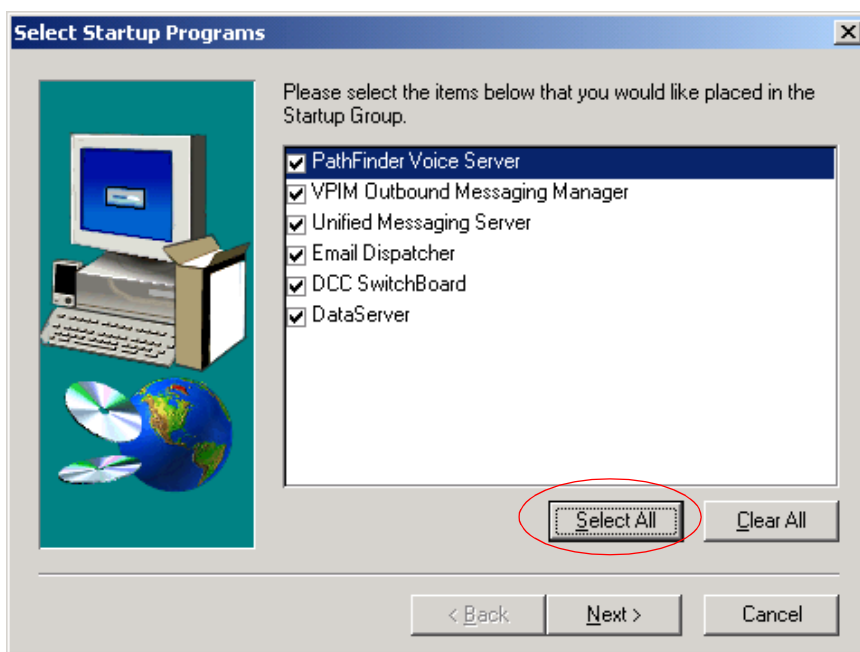 Select Startup Programs
Please select the items below that you would like placed in the
Startup Group.
PathFinder Voice Server
VPIM Outbound Messaging Manager
Unified Messaging Server
Email Dispatcher
DCC SwitchBoard
DataServer
Select All
Clear All
< Back
Next >
Cancel